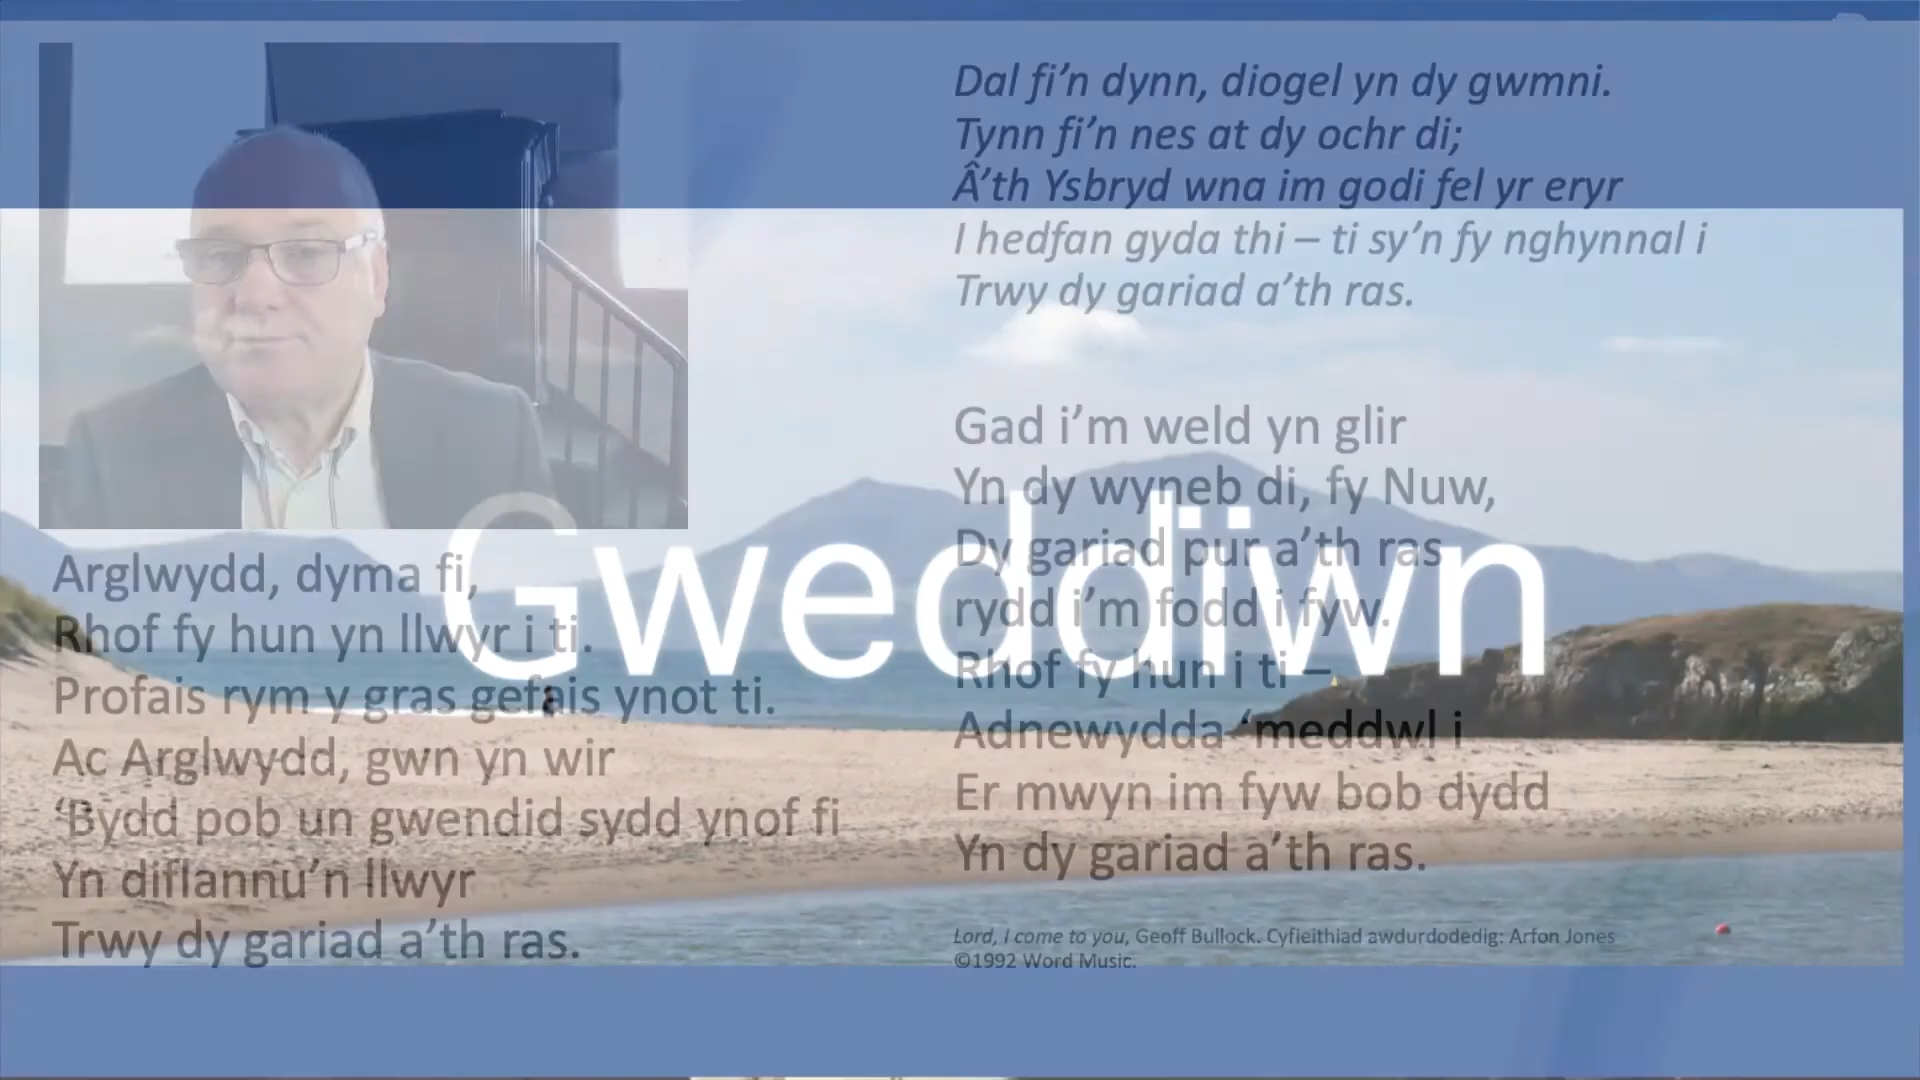 Arglwydd, dyma fi,
Rhof fy hun yn llwyr i ti.
Profais rym y gras gefais ynot ti.
Ac Arglwydd, gwn yn wir
‘Bydd pob un gwendid sydd ynof fi
Yn diflannu’n llwyr
Trwy dy gariad a’th ras.
Dal fi’n dynn, diogel yn dy gwmni.
Tynn fi’n nes at dy ochr di;
Â’th Ysbryd wna im godi fel yr eryr
I hedfan gyda thi – ti sy’n fy nghynnal i
Trwy dy gariad a’th ras.
Gad i’m weld yn glir
Yn dy wyneb di, fy Nuw,
Dy gariad pur a’th ras
rydd i’m fodd i fyw.
Rhof fy hun i ti –
Adnewydda ‘meddwl i
Er mwyn im fyw bob dydd
Yn dy gariad a’th ras.
Lord, I come to you, Geoff Bullock. Cyfieithiad awdurdodedig: Arfon Jones
©1992 Word Music.
Gweddïwn